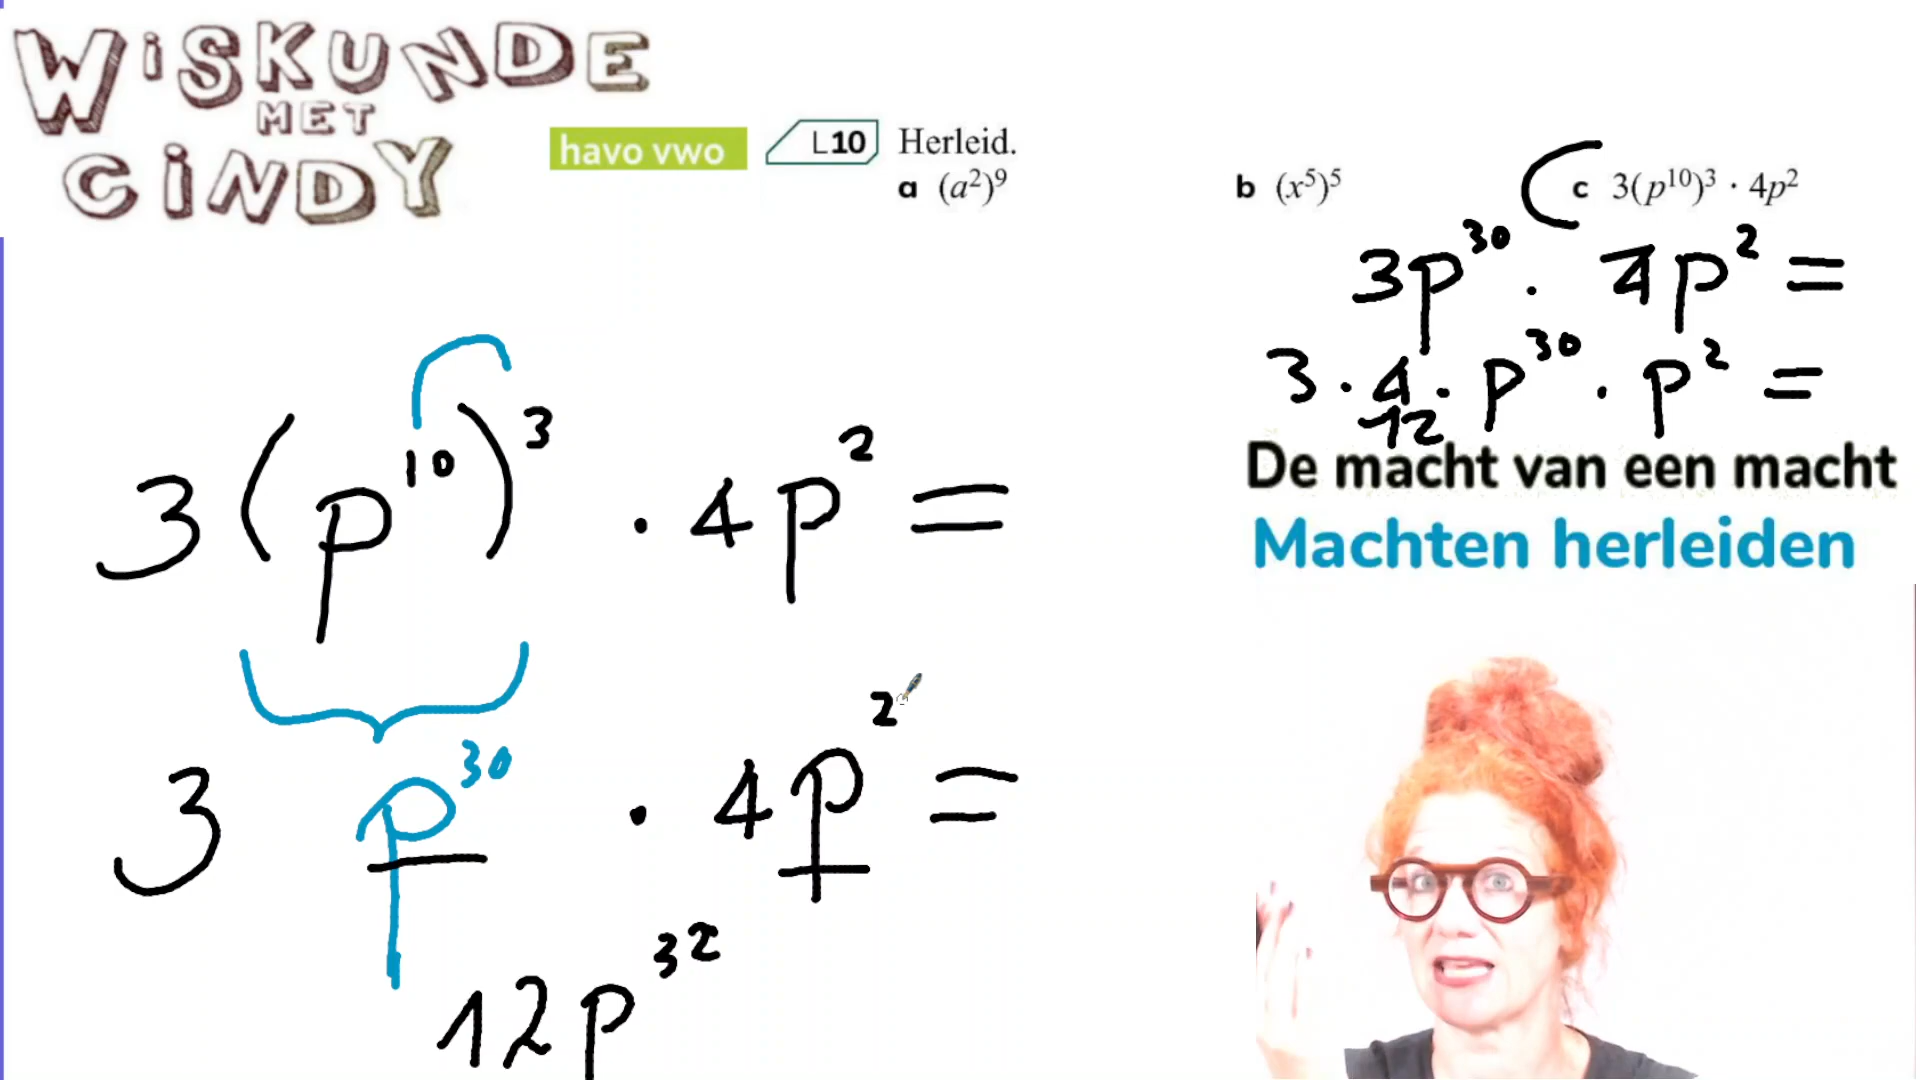 WiSKUNDE
MET
CiNDY
havo vwo
L10 Herleid.
a (a²)⁹
b (x⁵)⁵
c 3(p¹⁰)³ · 4p²
3p³⁰ · 4p² =
3 · 4 · p³⁰ · p² =
12
De macht van een macht
Machten herleiden
3(p¹⁰)³ · 4p² =
3 p³⁰ · 4p² =
12p³²